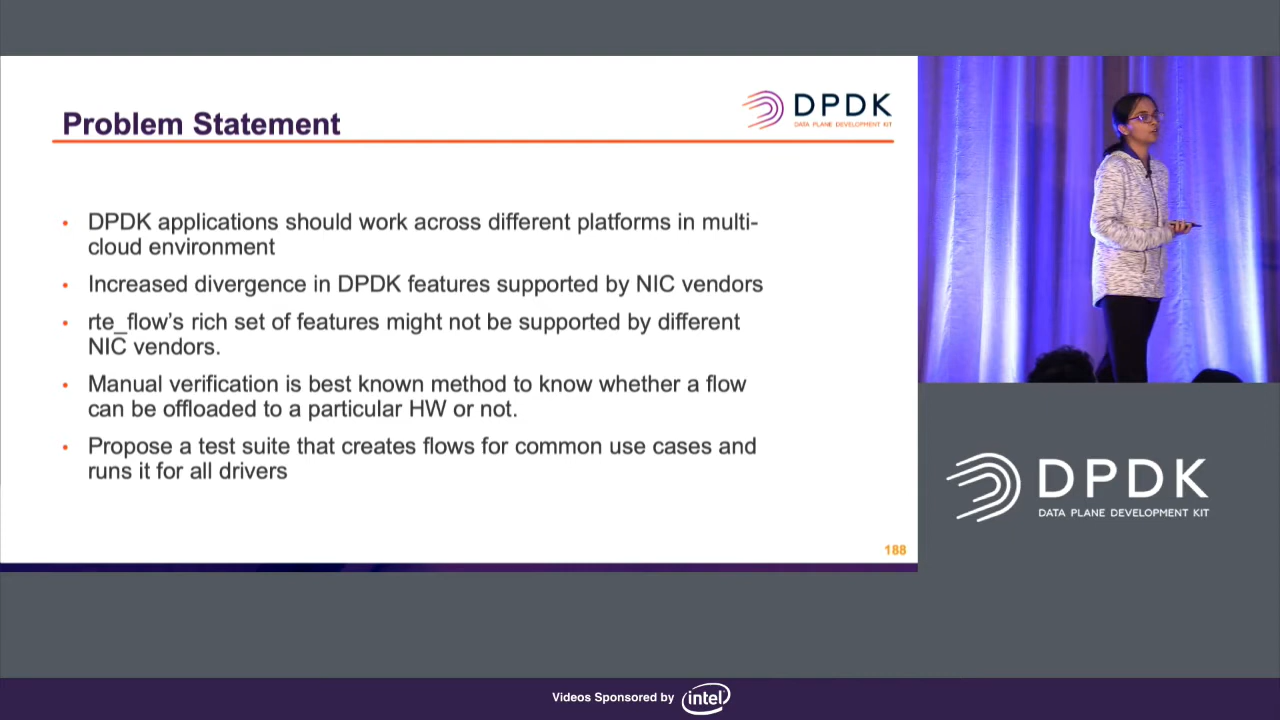 Problem Statement
DPDK
DATA PLANE DEVELOPMENT KIT
• DPDK applications should work across different platforms in multi-
cloud environment
• Increased divergence in DPDK features supported by NIC vendors
• rte_flow's rich set of features might not be supported by different
NIC vendors.
• Manual verification is best known method to know whether a flow
can be offloaded to a particular HW or not.
• Propose a test suite that creates flows for common use cases and
runs it for all drivers
188
DPDK
DATA PLANE DEVELOPMENT KIT
Videos Sponsored by intel